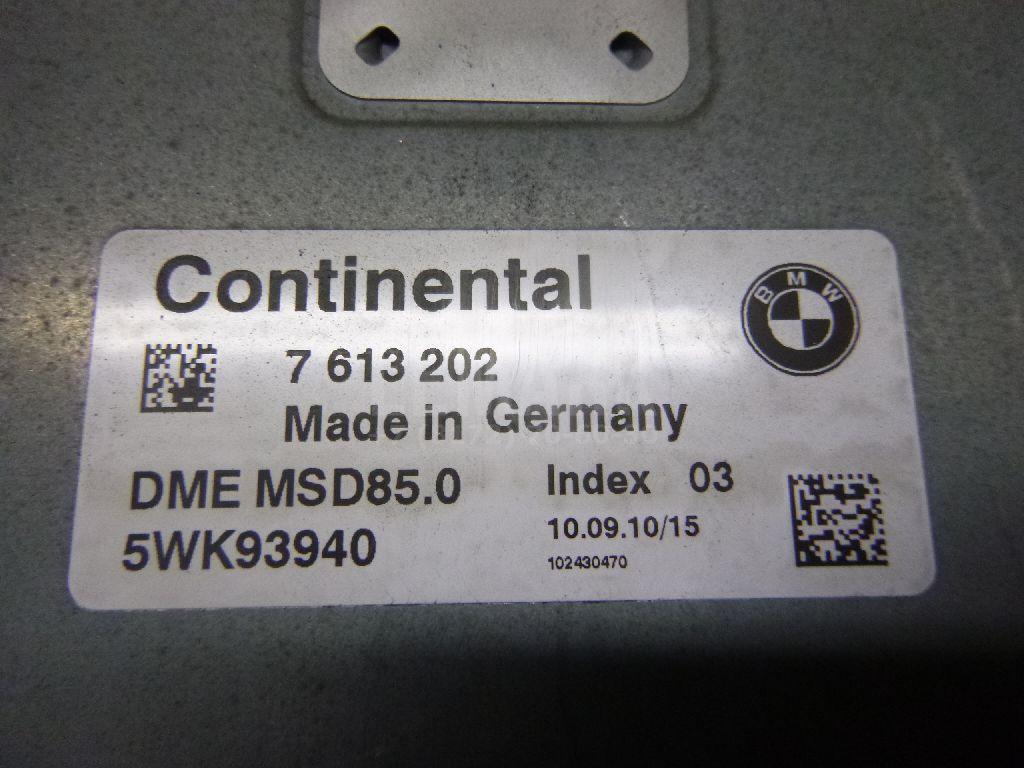 Continental
BMW
7 613 202
Made in Germany
DME MSD85.0 Index 03
5WK93940 10.09.10/15
102430470